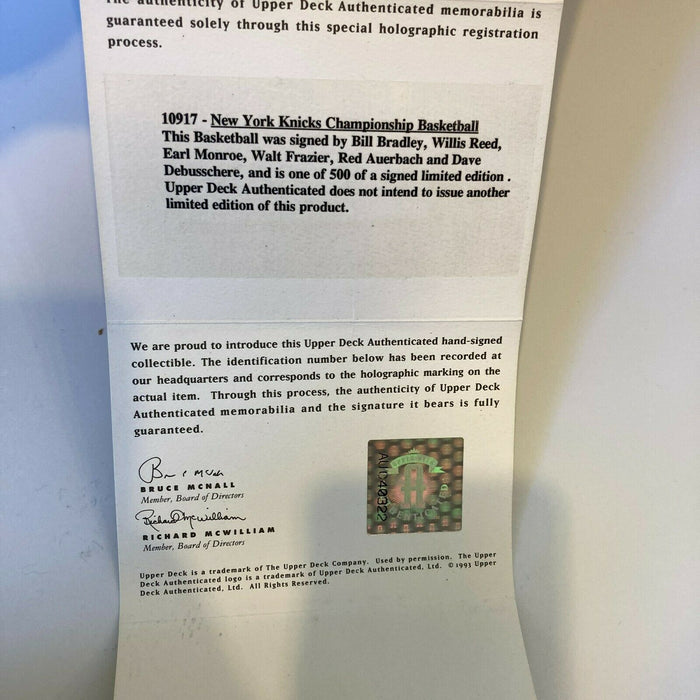 The authenticity of Upper Deck Authenticated memorabilia is
guaranteed solely through this special holographic registration
process.
10917 - New York Knicks Championship Basketball
This Basketball was signed by Bill Bradley, Willis Reed,
Earl Monroe, Walt Frazier, Red Auerbach and Dave
Debusschere, and is one of 500 of a signed limited edition .
Upper Deck Authenticated does not intend to issue another
limited edition of this product.
We are proud to introduce this Upper Deck Authenticated hand-signed
collectible. The identification number below has been recorded at
our headquarters and corresponds to the holographic marking on the
actual item. Through this process, the authenticity of Upper Deck
Authenticated memorabilia and the signature it bears is fully
guaranteed.
BRUCE MCNALL
Member, Board of Directors
Richard McWilliam
RICHARD MCWILLIAM
Member, Board of Directors
UPPER DECK
AUTHENTICATED
Upper Deck is a trademark of The Upper Deck Company. Used by permission. The Upper
Deck Authenticated logo is a trademark of Upper Deck Authenticated, Ltd. © 1993 Upper
Deck Authenticated, Ltd. All Rights Reserved.